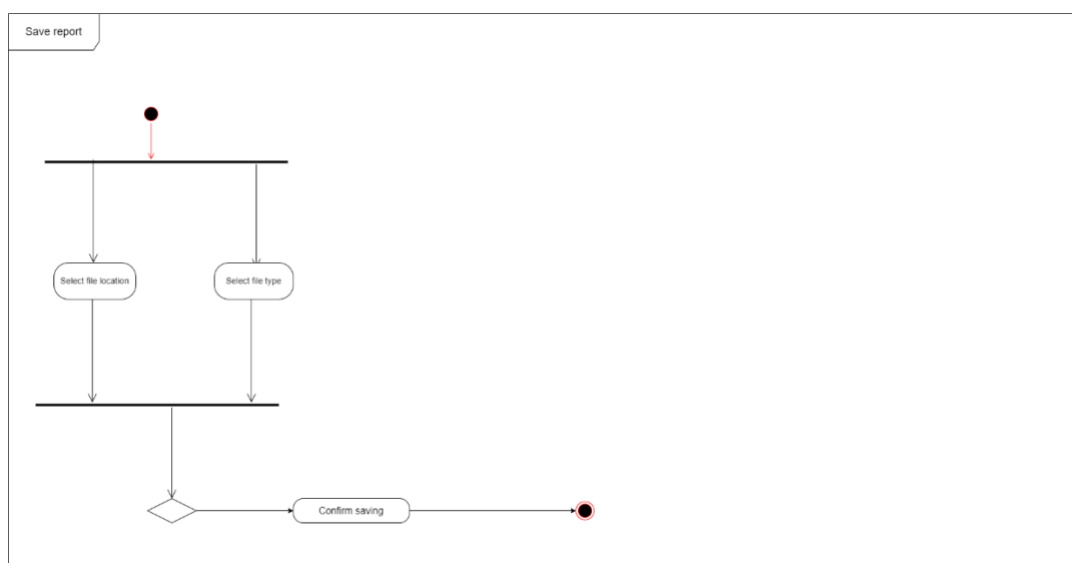 Save report
Select file location
Select file type
Confirm saving